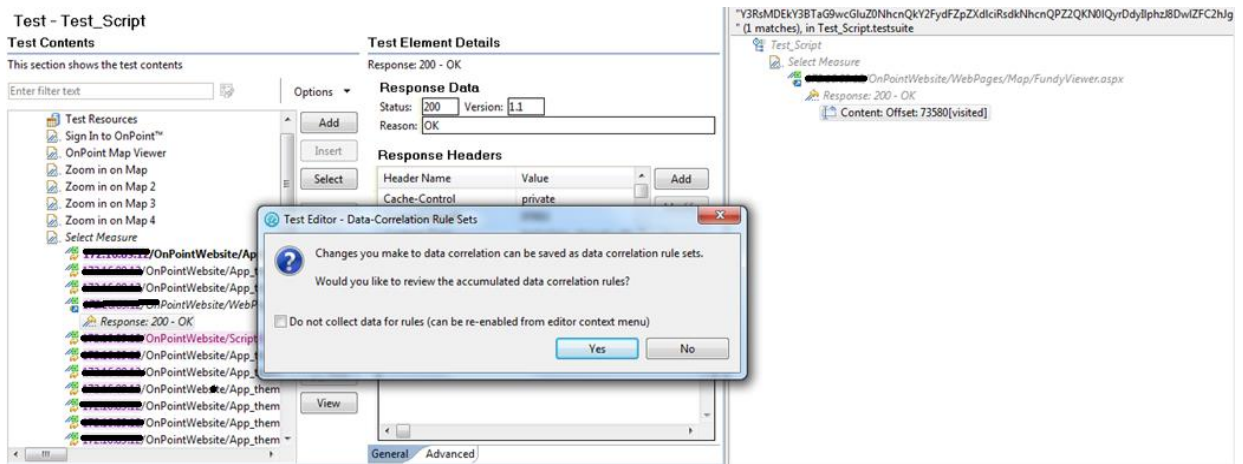 Test - Test_Script
Test Contents
This section shows the test contents
Enter filter text
Options
Test Resources
Sign In to OnPoint™
OnPoint Map Viewer
Zoom in on Map
Zoom in on Map 2
Zoom in on Map 3
Zoom in on Map 4
Select Measure
/OnPointWebsite/Ap
/OnPointWebsite/App_t
/OnPointWebsite/App_t
/OnPointWebsite/WebP
Response: 200 - OK
/OnPointWebsite/Script
/OnPointWebsite/App_t
/OnPointWebsite/App_t
/OnPointWebsite/App_them
/OnPointWebsite/App_them
/OnPointWebsite/App_them
/OnPointWebsite/App_them
Add
Insert
Select
View
Test Element Details
Response: 200 - OK
Response Data
Status: 200 Version: 1.1
Reason: OK
Response Headers
Header Name Value
Cache-Control private
Add
General Advanced
Test Editor - Data-Correlation Rule Sets
Changes you make to data correlation can be saved as data correlation rule sets.
Would you like to review the accumulated data correlation rules?
Do not collect data for rules (can be re-enabled from editor context menu)
Yes No
" (1 matches), in Test_Script.testsuite
Test_Script
Select Measure
/OnPointWebsite/WebPages/Map/FundyViewer.aspx
Response: 200 - OK
Content: Offset: 73580[visited]